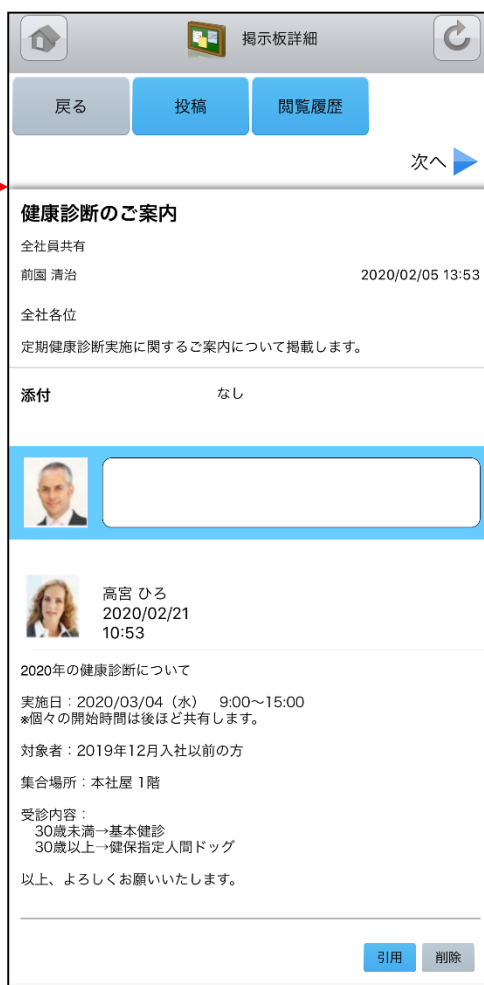 掲示板詳細
戻る
投稿
閲覧履歴
次へ
健康診断のご案内
全社員共有
前園 清治
2020/02/05 13:53
全社各位
定期健康診断実施に関するご案内について掲載します。
添付
なし
高宮 ひろ
2020/02/21
10:53
2020年の健康診断について
実施日：2020/03/04（水）　9:00～15:00
※個々の開始時間は後ほど共有します。
対象者：2019年12月入社以前の方
集合場所：本社屋 1階
受診内容：
30歳未満→基本健診
30歳以上→健保指定人間ドッグ
以上、よろしくお願いいたします。
引用
削除